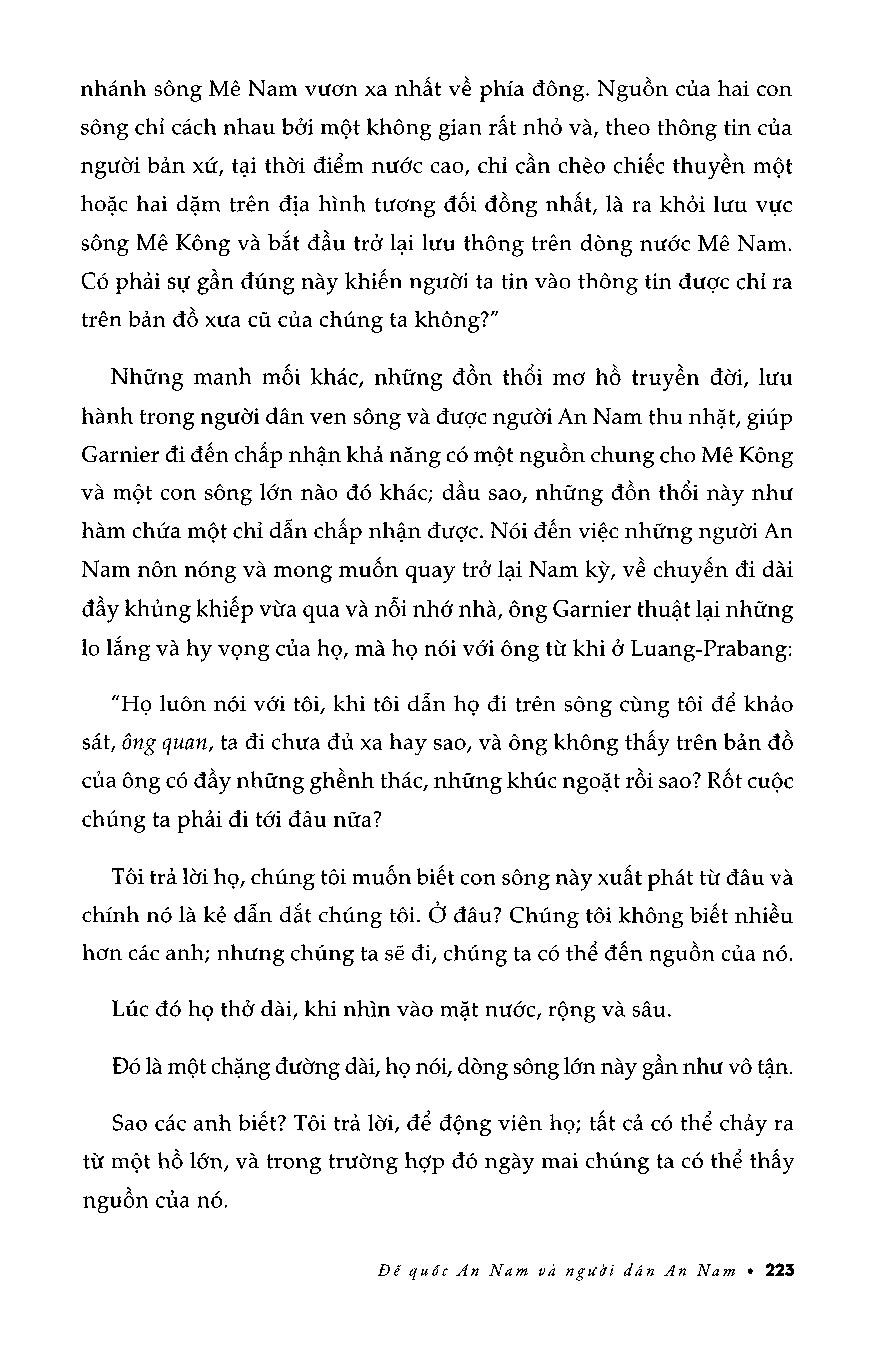 nhánh sông Mê Nam vươn xa nhất về phía đông. Nguồn của hai con
sông chỉ cách nhau bởi một không gian rất nhỏ và, theo thông tin của
người bản xứ, tại thời điểm nước cao, chỉ cần chèo chiếc thuyền một
hoặc hai dặm trên địa hình tương đối đồng nhất, là ra khỏi lưu vực
sông Mê Kông và bắt đầu trở lại lưu thông trên dòng nước Mê Nam.
Có phải sự gần đúng này khiến người ta tin vào thông tin được chỉ ra
trên bản đồ xưa cũ của chúng ta không?”
Những manh mối khác, những đồn thổi mơ hồ truyền đời, lưu
hành trong người dân ven sông và được người An Nam thu nhặt, giúp
Garnier đi đến chấp nhận khả năng có một nguồn chung cho Mê Kông
và một con sông lớn nào đó khác; dầu sao, những đồn thổi này như
hàm chứa một chỉ dẫn chấp nhận được. Nói đến việc những người An
Nam nôn nóng và mong muốn quay trở lại Nam kỳ, về chuyến đi dài
đầy khủng khiếp vừa qua và nỗi nhớ nhà, ông Garnier thuật lại những
lo lắng và hy vọng của họ, mà họ nói với ông từ khi ở Luang-Prabang:
“Họ luôn nói với tôi, khi tôi dẫn họ đi trên sông cùng tôi để khảo
sát, ông quan, ta đi chưa đủ xa hay sao, và ông không thấy trên bản đồ
của ông có đầy những ghềnh thác, những khúc ngoặt rồi sao? Rốt cuộc
chúng ta phải đi tới đâu nữa?
Tôi trả lời họ, chúng tôi muốn biết con sông này xuất phát từ đâu và
chính nó là kẻ dẫn dắt chúng tôi. Ở đâu? Chúng tôi không biết nhiều
hơn các anh; nhưng chúng ta sẽ đi, chúng ta có thể đến nguồn của nó.
Lúc đó họ thở dài, khi nhìn vào mặt nước, rộng và sâu.
Đó là một chặng đường dài, họ nói, dòng sông lớn này gần như vô tận.
Sao các anh biết? Tôi trả lời, để động viên họ; tất cả có thể chảy ra
từ một hồ lớn, và trong trường hợp đó ngày mai chúng ta có thể thấy
nguồn của nó.
Đế quốc An Nam và người dân An Nam • 223